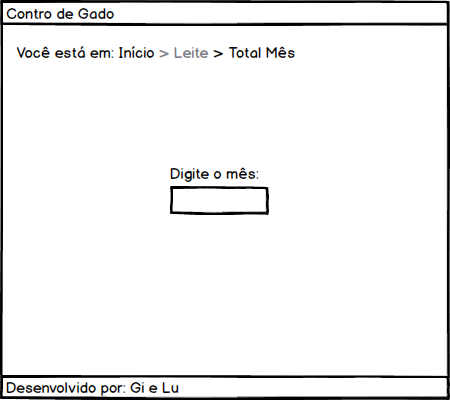 Contro de Gado
Você está em: Início > Leite > Total Mês
Digite o mês:
Desenvolvido por: Gi e Lu